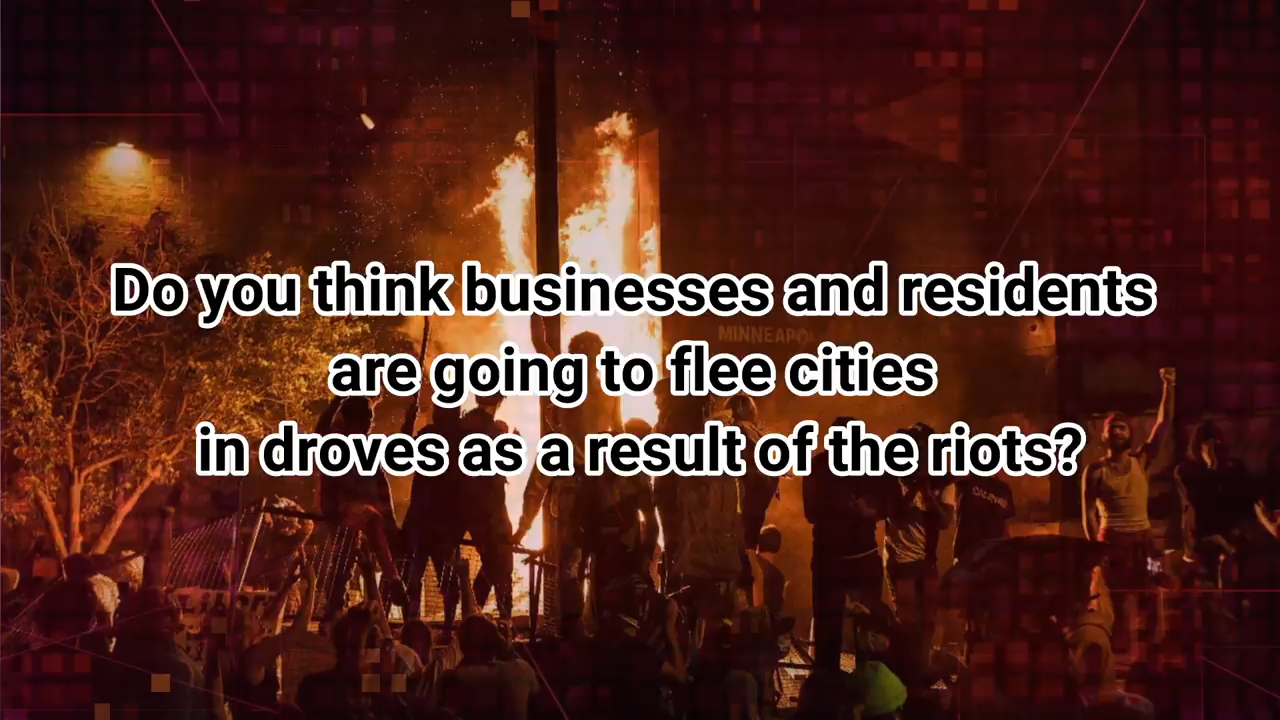 Do you think businesses and residents
are going to flee cities
in droves as a result of the riots?